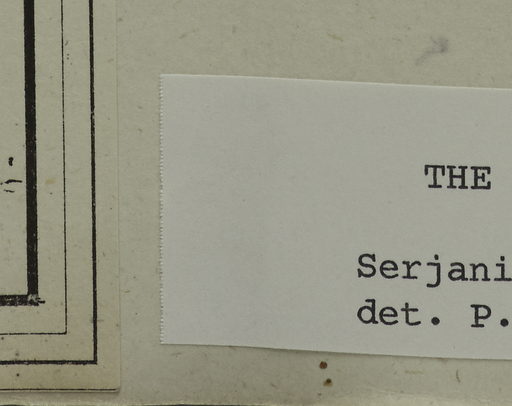 THE
Serjani
det. P.